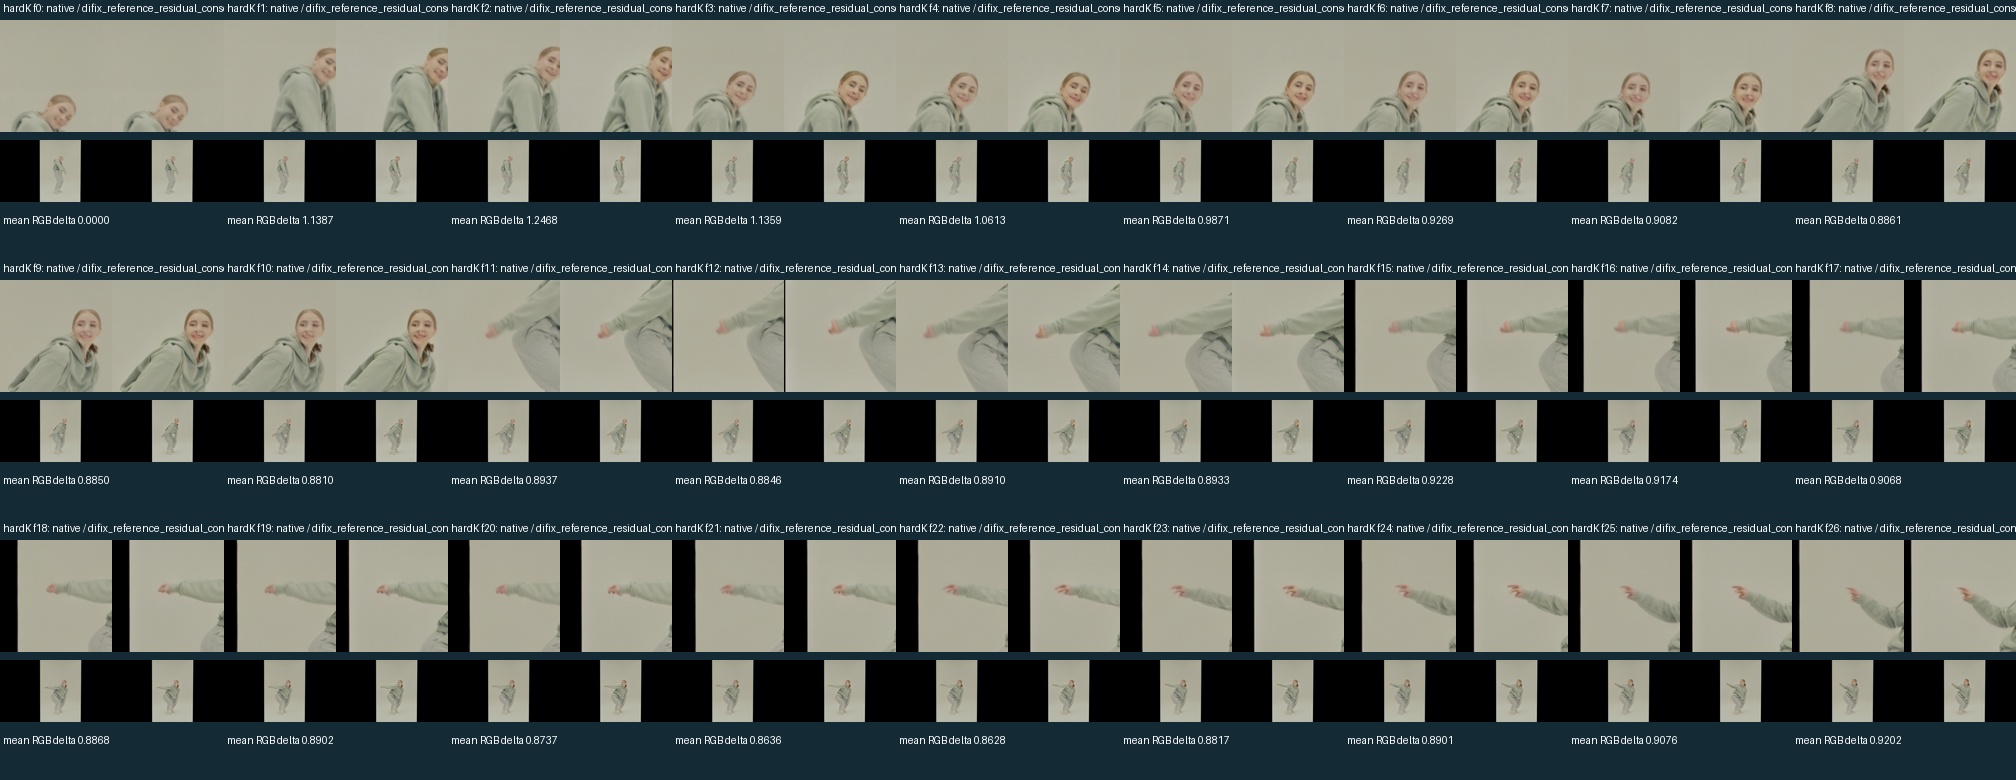 hardK f0: native / difix_reference_residual_cons hardK f1: native / difix_reference_residual_cons hardK f2: native / difix_reference_residual_cons hardK f3: native / difix_reference_residual_cons hardK f4: native / difix_reference_residual_cons hardK f5: native / difix_reference_residual_cons hardK f6: native / difix_reference_residual_cons hardK f7: native / difix_reference_residual_cons hardK f8: native / difix_reference_residual_cons
mean RGB delta 0.0000 mean RGB delta 1.1387 mean RGB delta 1.2468 mean RGB delta 1.1359 mean RGB delta 1.0613 mean RGB delta 0.9871 mean RGB delta 0.9269 mean RGB delta 0.9082 mean RGB delta 0.8861
hardK f9: native / difix_reference_residual_cons hardK f10: native / difix_reference_residual_con hardK f11: native / difix_reference_residual_con hardK f12: native / difix_reference_residual_con hardK f13: native / difix_reference_residual_con hardK f14: native / difix_reference_residual_con hardK f15: native / difix_reference_residual_con hardK f16: native / difix_reference_residual_con hardK f17: native / difix_reference_residual_con
mean RGB delta 0.8850 mean RGB delta 0.8810 mean RGB delta 0.8937 mean RGB delta 0.8846 mean RGB delta 0.8910 mean RGB delta 0.8933 mean RGB delta 0.9228 mean RGB delta 0.9174 mean RGB delta 0.9068
hardK f18: native / difix_reference_residual_con hardK f19: native / difix_reference_residual_con hardK f20: native / difix_reference_residual_con hardK f21: native / difix_reference_residual_con hardK f22: native / difix_reference_residual_con hardK f23: native / difix_reference_residual_con hardK f24: native / difix_reference_residual_con hardK f25: native / difix_reference_residual_con hardK f26: native / difix_reference_residual_con
mean RGB delta 0.8868 mean RGB delta 0.8902 mean RGB delta 0.8737 mean RGB delta 0.8636 mean RGB delta 0.8628 mean RGB delta 0.8817 mean RGB delta 0.8901 mean RGB delta 0.9076 mean RGB delta 0.9202